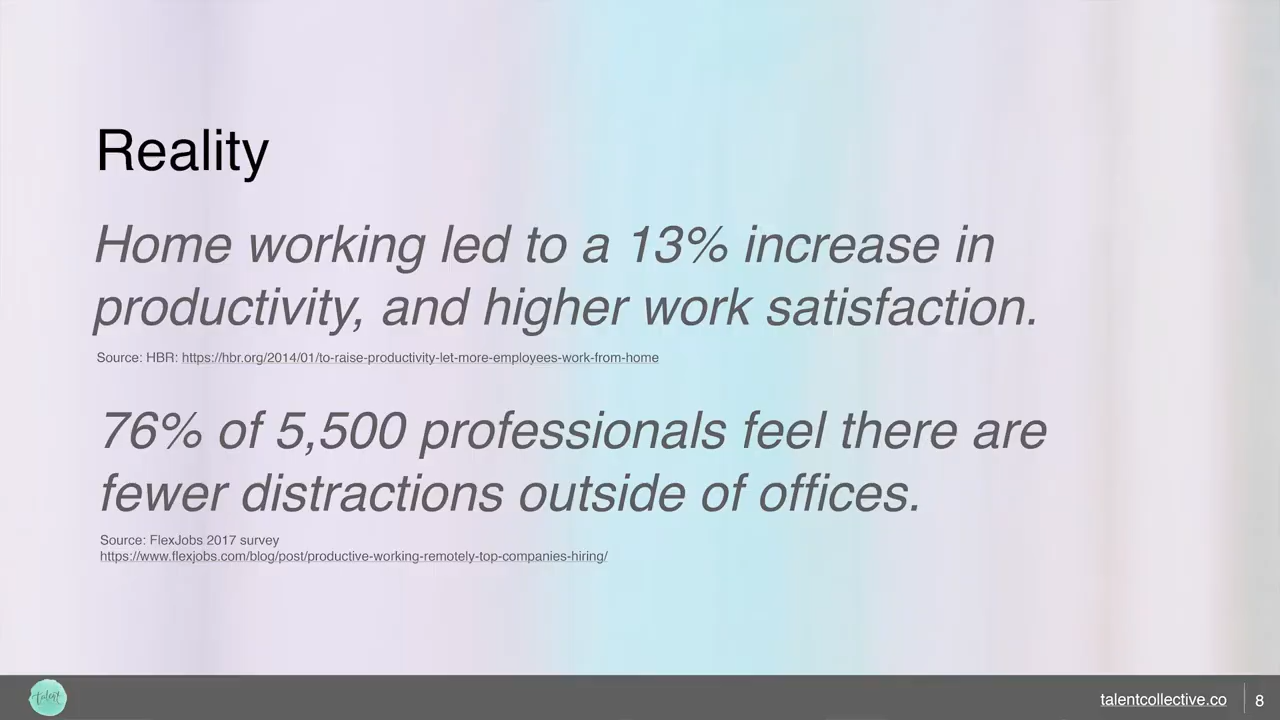 Reality
Home working led to a 13% increase in
productivity, and higher work satisfaction.
Source: HBR: https://hbr.org/2014/01/to-raise-productivity-let-more-employees-work-from-home
76% of 5,500 professionals feel there are
fewer distractions outside of offices.
Source: FlexJobs 2017 survey
https://www.flexjobs.com/blog/post/productive-working-remotely-top-companies-hiring/
talent
talentcollective.co
8